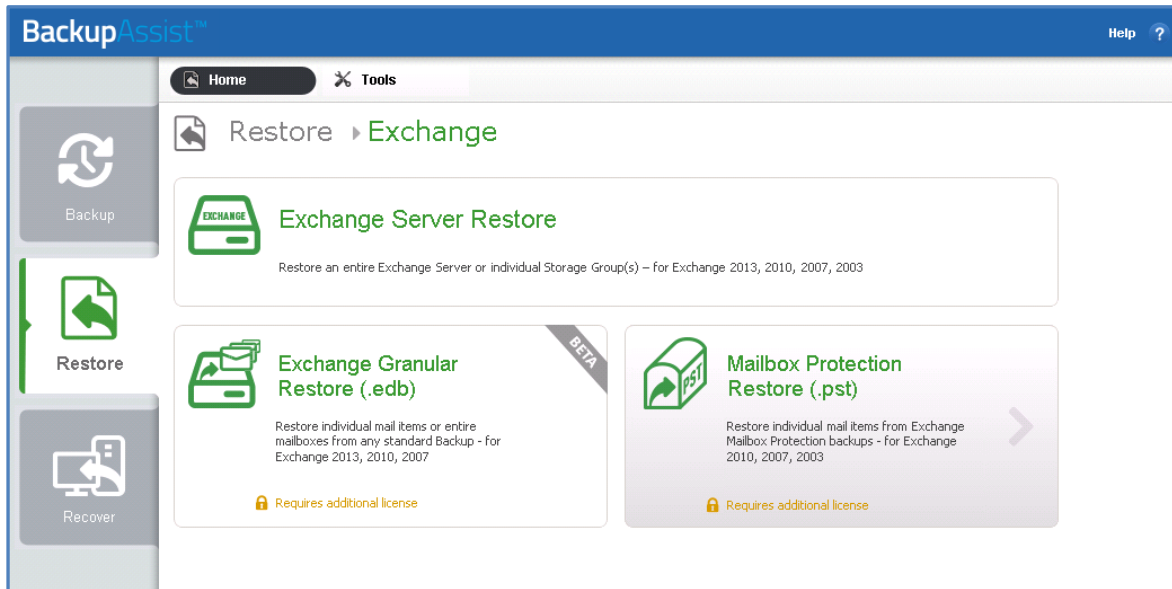 BackupAssist™
Help ?
Home
Tools
Restore Exchange
Backup
EXCHANGE
Exchange Server Restore
Restore an entire Exchange Server or individual Storage Group(s) – for Exchange 2013, 2010, 2007, 2003
Restore
BETA
Exchange Granular
Restore (.edb)
Restore individual mail items or entire
mailboxes from any standard Backup - for
Exchange 2013, 2010, 2007
Requires additional license
PST
Mailbox Protection
Restore (.pst)
Restore individual mail items from Exchange
Mailbox Protection backups - for Exchange
2010, 2007, 2003
Requires additional license
Recover